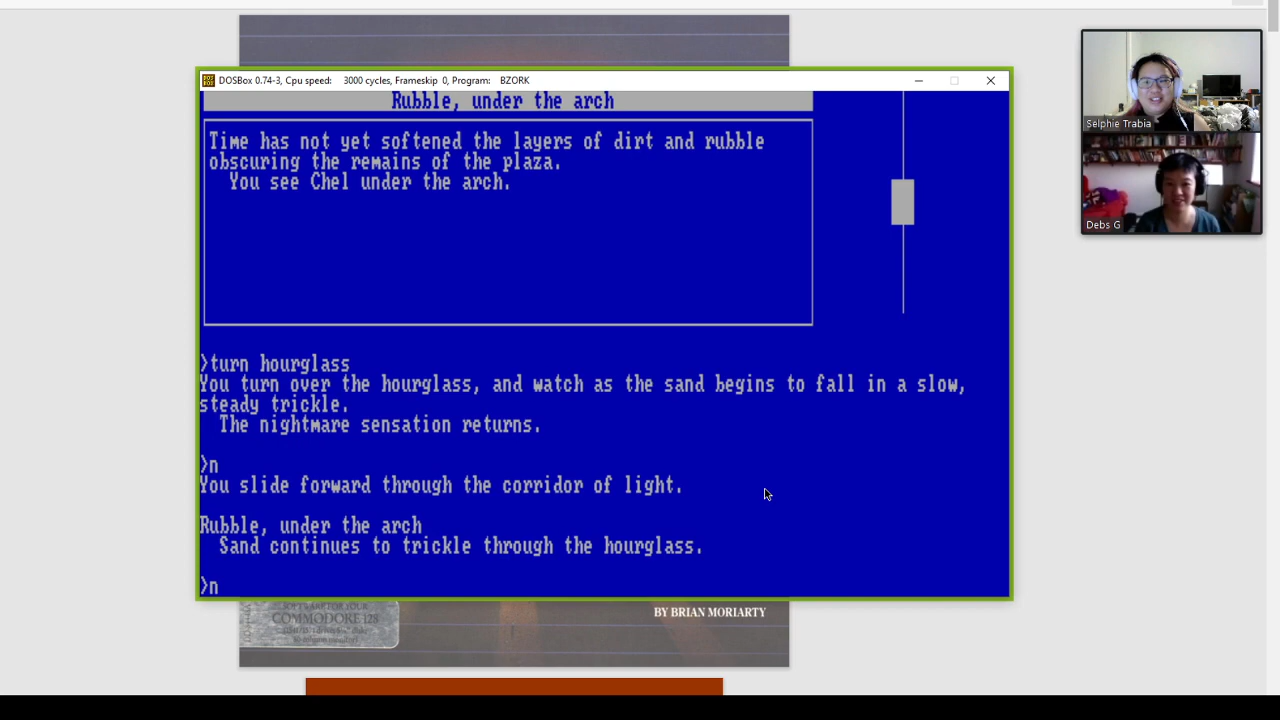 DOSBox 0.74-3, Cpu speed: 3000 cycles, Frameskip 0, Program: BZORK
Rubble, under the arch
Time has not yet softened the layers of dirt and rubble
obscuring the remains of the plaza.
You see Chel under the arch.
>turn hourglass
You turn over the hourglass, and watch as the sand begins to fall in a slow,
steady trickle.
The nightmare sensation returns.
>n
You slide forward through the corridor of light.
Rubble, under the arch
Sand continues to trickle through the hourglass.
>n
SOFTWARE FOR YOUR
COMMODORE 128
BY BRIAN MORIARTY
Selphie Trabia
Debs G